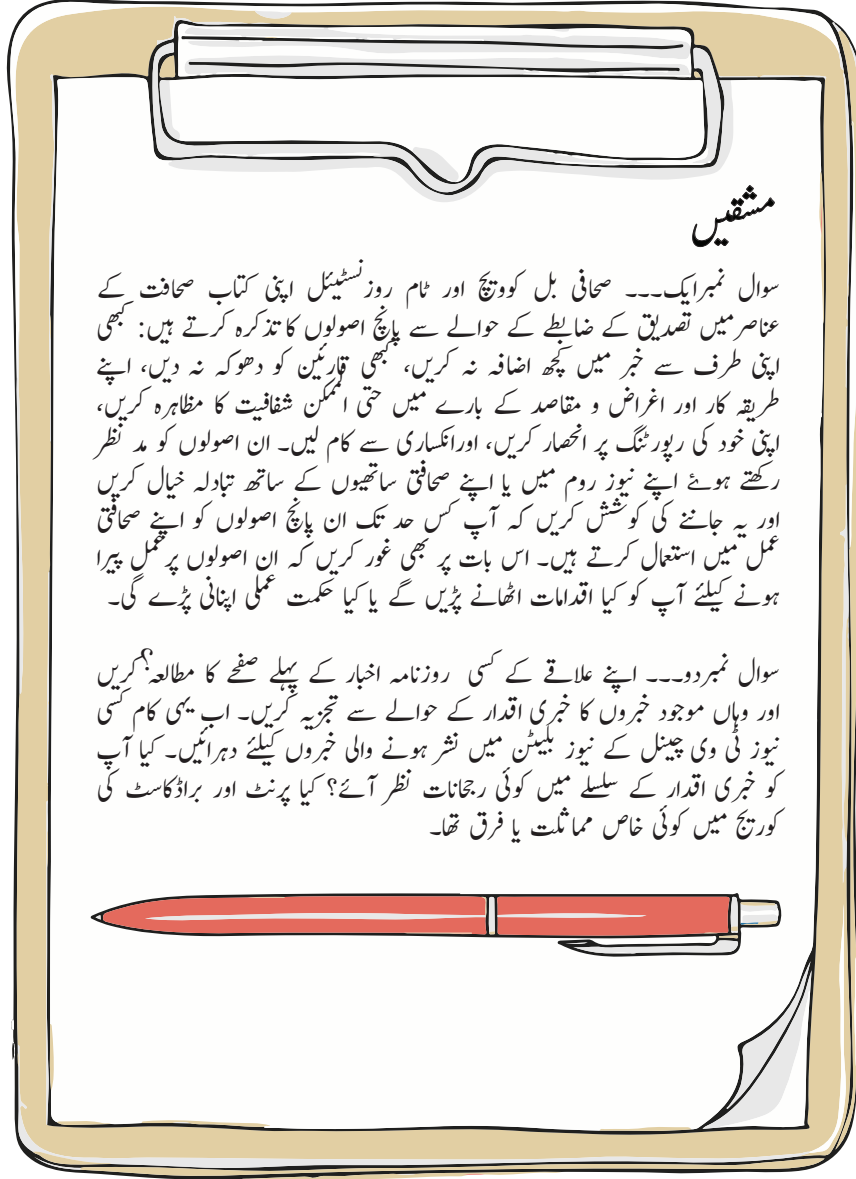 مشقیں
سوال نمبرایک۔۔۔ صحافی بل کوویچ اور ٹام روزنسٹیئل اپنی کتاب صحافت کے
عناصرمیں تصدیق کے ضابطے کے حوالے سے پانچ اصولوں کا تذکرہ کرتے ہیں: کبھی
اپنی طرف سے خبر میں کچھ اضافہ نہ کریں، کبھی قارئین کو دھوکہ نہ دیں، اپنے
طریقہ کار اور اغراض و مقاصد کے بارے میں حتی الممکن شفافیت کا مظاہرہ کریں،
اپنی خود کی رپورٹنگ پر انحصار کریں، اورانکساری سے کام لیں۔ ان اصولوں کو مد نظر
رکھتے ہوئے اپنے نیوز روم میں یا اپنے صحافتی ساتھیوں کے ساتھ تبادلہ خیال کریں
اور یہ جاننے کی کوشش کریں کہ آپ کس حد تک ان پانچ اصولوں کو اپنے صحافتی
عمل میں استعمال کرتے ہیں۔ اس بات پر بھی غور کریں کہ ان اصولوں پرعمل پیرا
ہونے کیلئے آپ کو کیا اقدامات اٹھانے پڑیں گے یا کیا حکمت عملی اپنانی پڑے گی۔
سوال نمبردو۔۔۔ اپنے علاقے کے کسی روزنامہ اخبار کے پہلے صفحے کا مطالعہ؟کریں
اور وہاں موجود خبروں کا خبری اقدار کے حوالے سے تجزیہ کریں۔ اب یہی کام کسی
نیوز ٹی وی چینل کے نیوز بلیٹن میں نشر ہونے والی خبروں کیلئے دہرائیں۔ کیا آپ
کو خبری اقدار کے سلسلے میں کوئی رجحانات نظر آئے؟ کیا پرنٹ اور براڈکاسٹ کی
کوریج میں کوئی خاص مماثلت یا فرق تھا۔